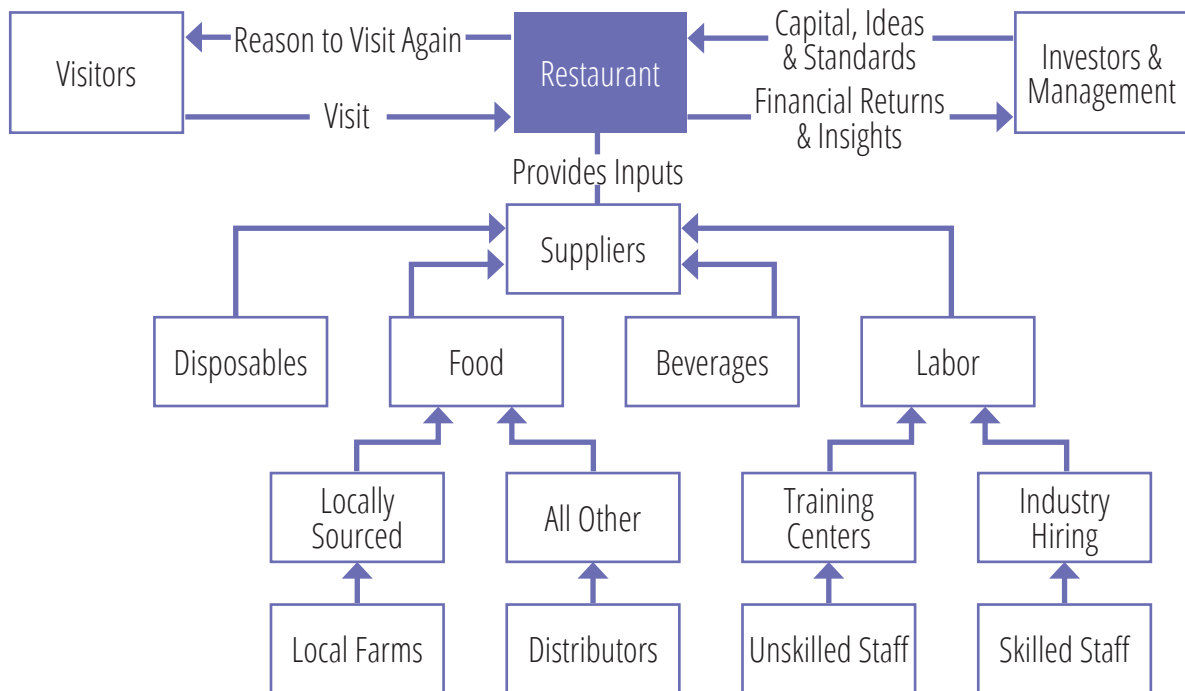 Visitors
Reason to Visit Again
Visit
Restaurant
Capital, Ideas
& Standards
Financial Returns
& Insights
Investors &
Management
Provides Inputs
Suppliers
Disposables
Food
Beverages
Labor
Locally
Sourced
All Other
Training
Centers
Industry
Hiring
Local Farms
Distributors
Unskilled Staff
Skilled Staff